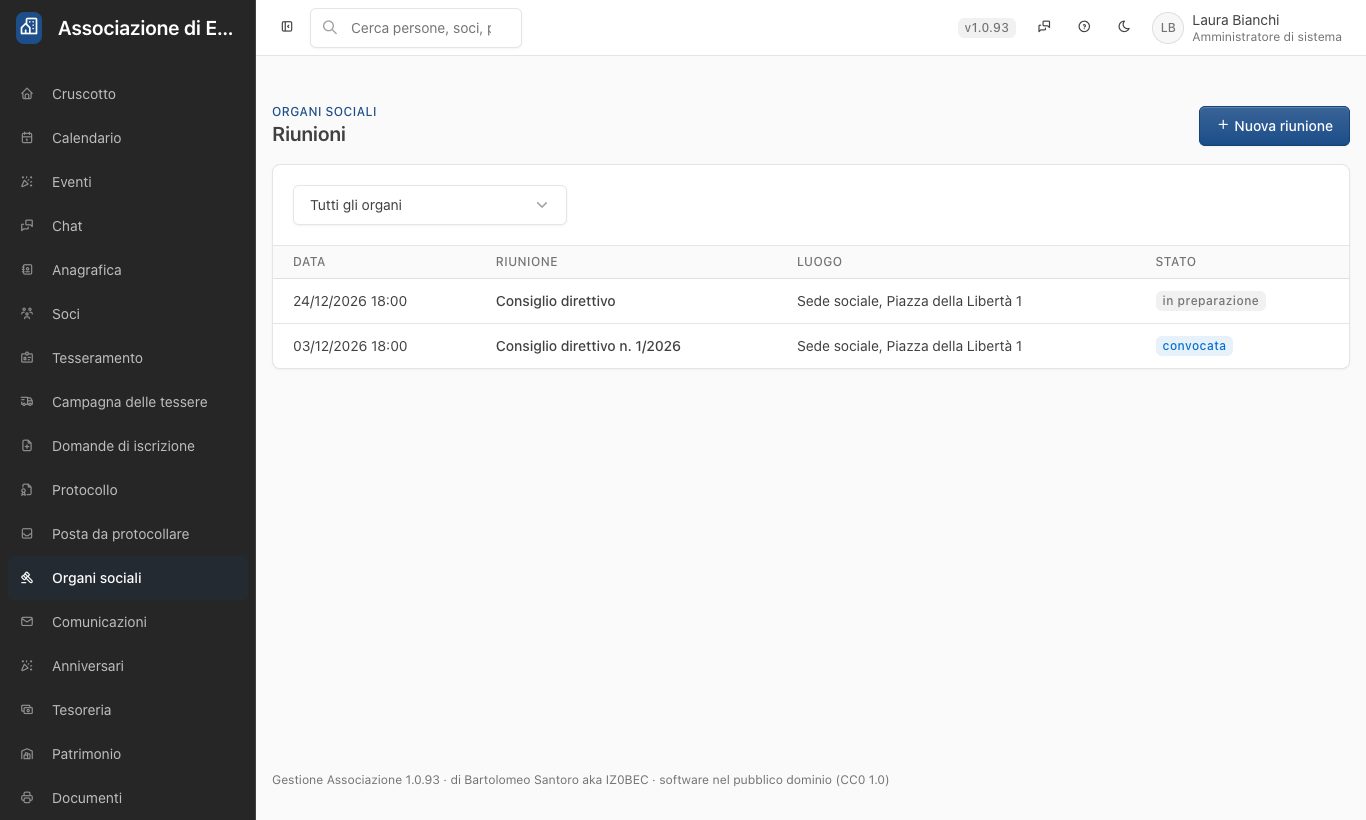 Associazione di E...
Cerca persone, soci, p
v1.0.93
LB
Laura Bianchi
Amministratore di sistema
Cruscotto
Calendario
Eventi
Chat
Anagrafica
Soci
Tesseramento
Campagna delle tessere
Domande di iscrizione
Protocollo
Posta da protocollare
Organi sociali
Comunicazioni
Anniversari
Tesoreria
Patrimonio
Documenti
ORGANI SOCIALI
Riunioni
+ Nuova riunione
Tutti gli organi
DATA RIUNIONE LUOGO STATO
24/12/2026 18:00 Consiglio direttivo Sede sociale, Piazza della Libertà 1 in preparazione
03/12/2026 18:00 Consiglio direttivo n. 1/2026 Sede sociale, Piazza della Libertà 1 convocata
Gestione Associazione 1.0.93 · di Bartolomeo Santoro aka IZ0BEC · software nel pubblico dominio (CC0 1.0)